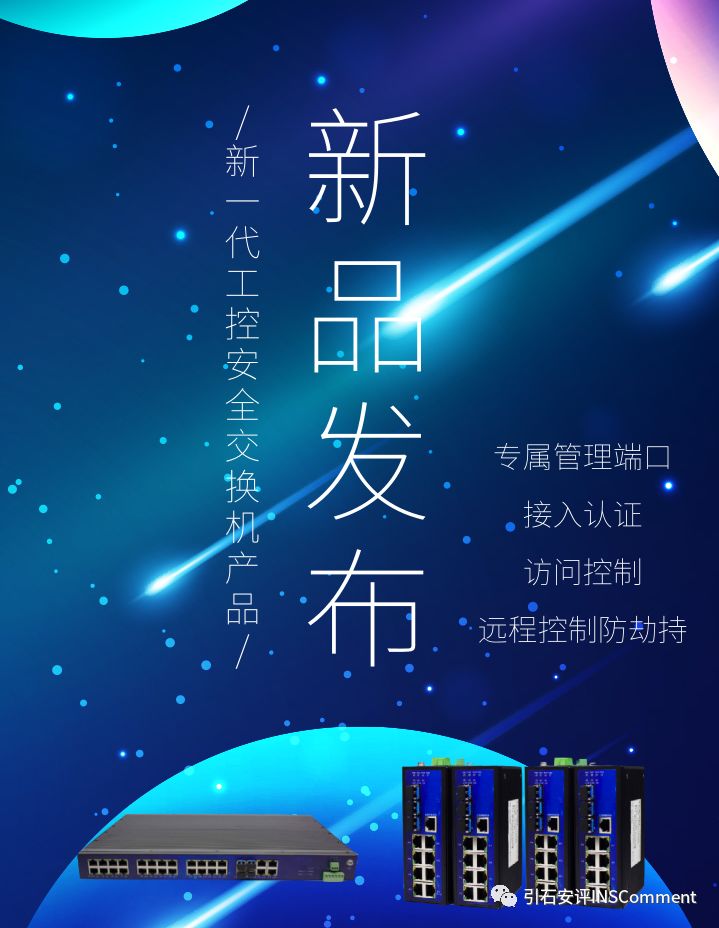 新品发布
/新一代工控安全交换机产品/
专属管理端口
接入认证
访问控制
远程控制防劫持
引石安评INSComment